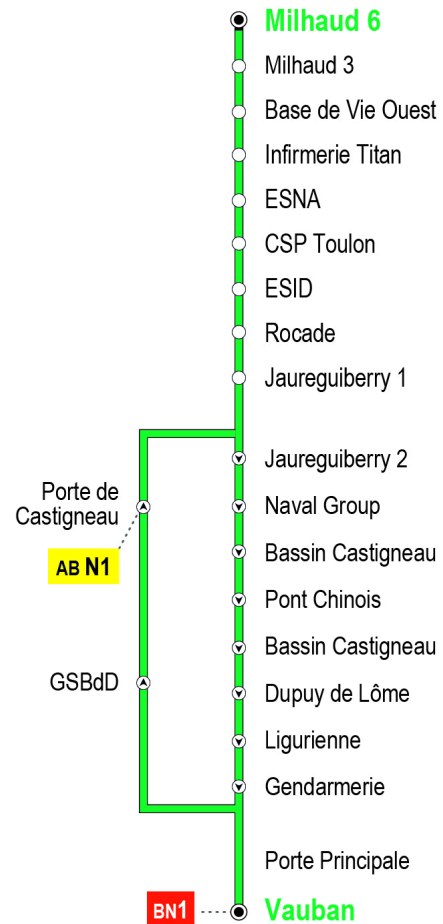 Milhaud 6
Milhaud 3
Base de Vie Ouest
Infirmerie Titan
ESNA
CSP Toulon
ESID
Rocade
Jaureguiberry 1
Jaureguiberry 2
Porte de
Castigneau
AB N1
Naval Group
Bassin Castigneau
Pont Chinois
Bassin Castigneau
GSBdD
Dupuy de Lôme
Ligurienne
Gendarmerie
Porte Principale
BN1
Vauban